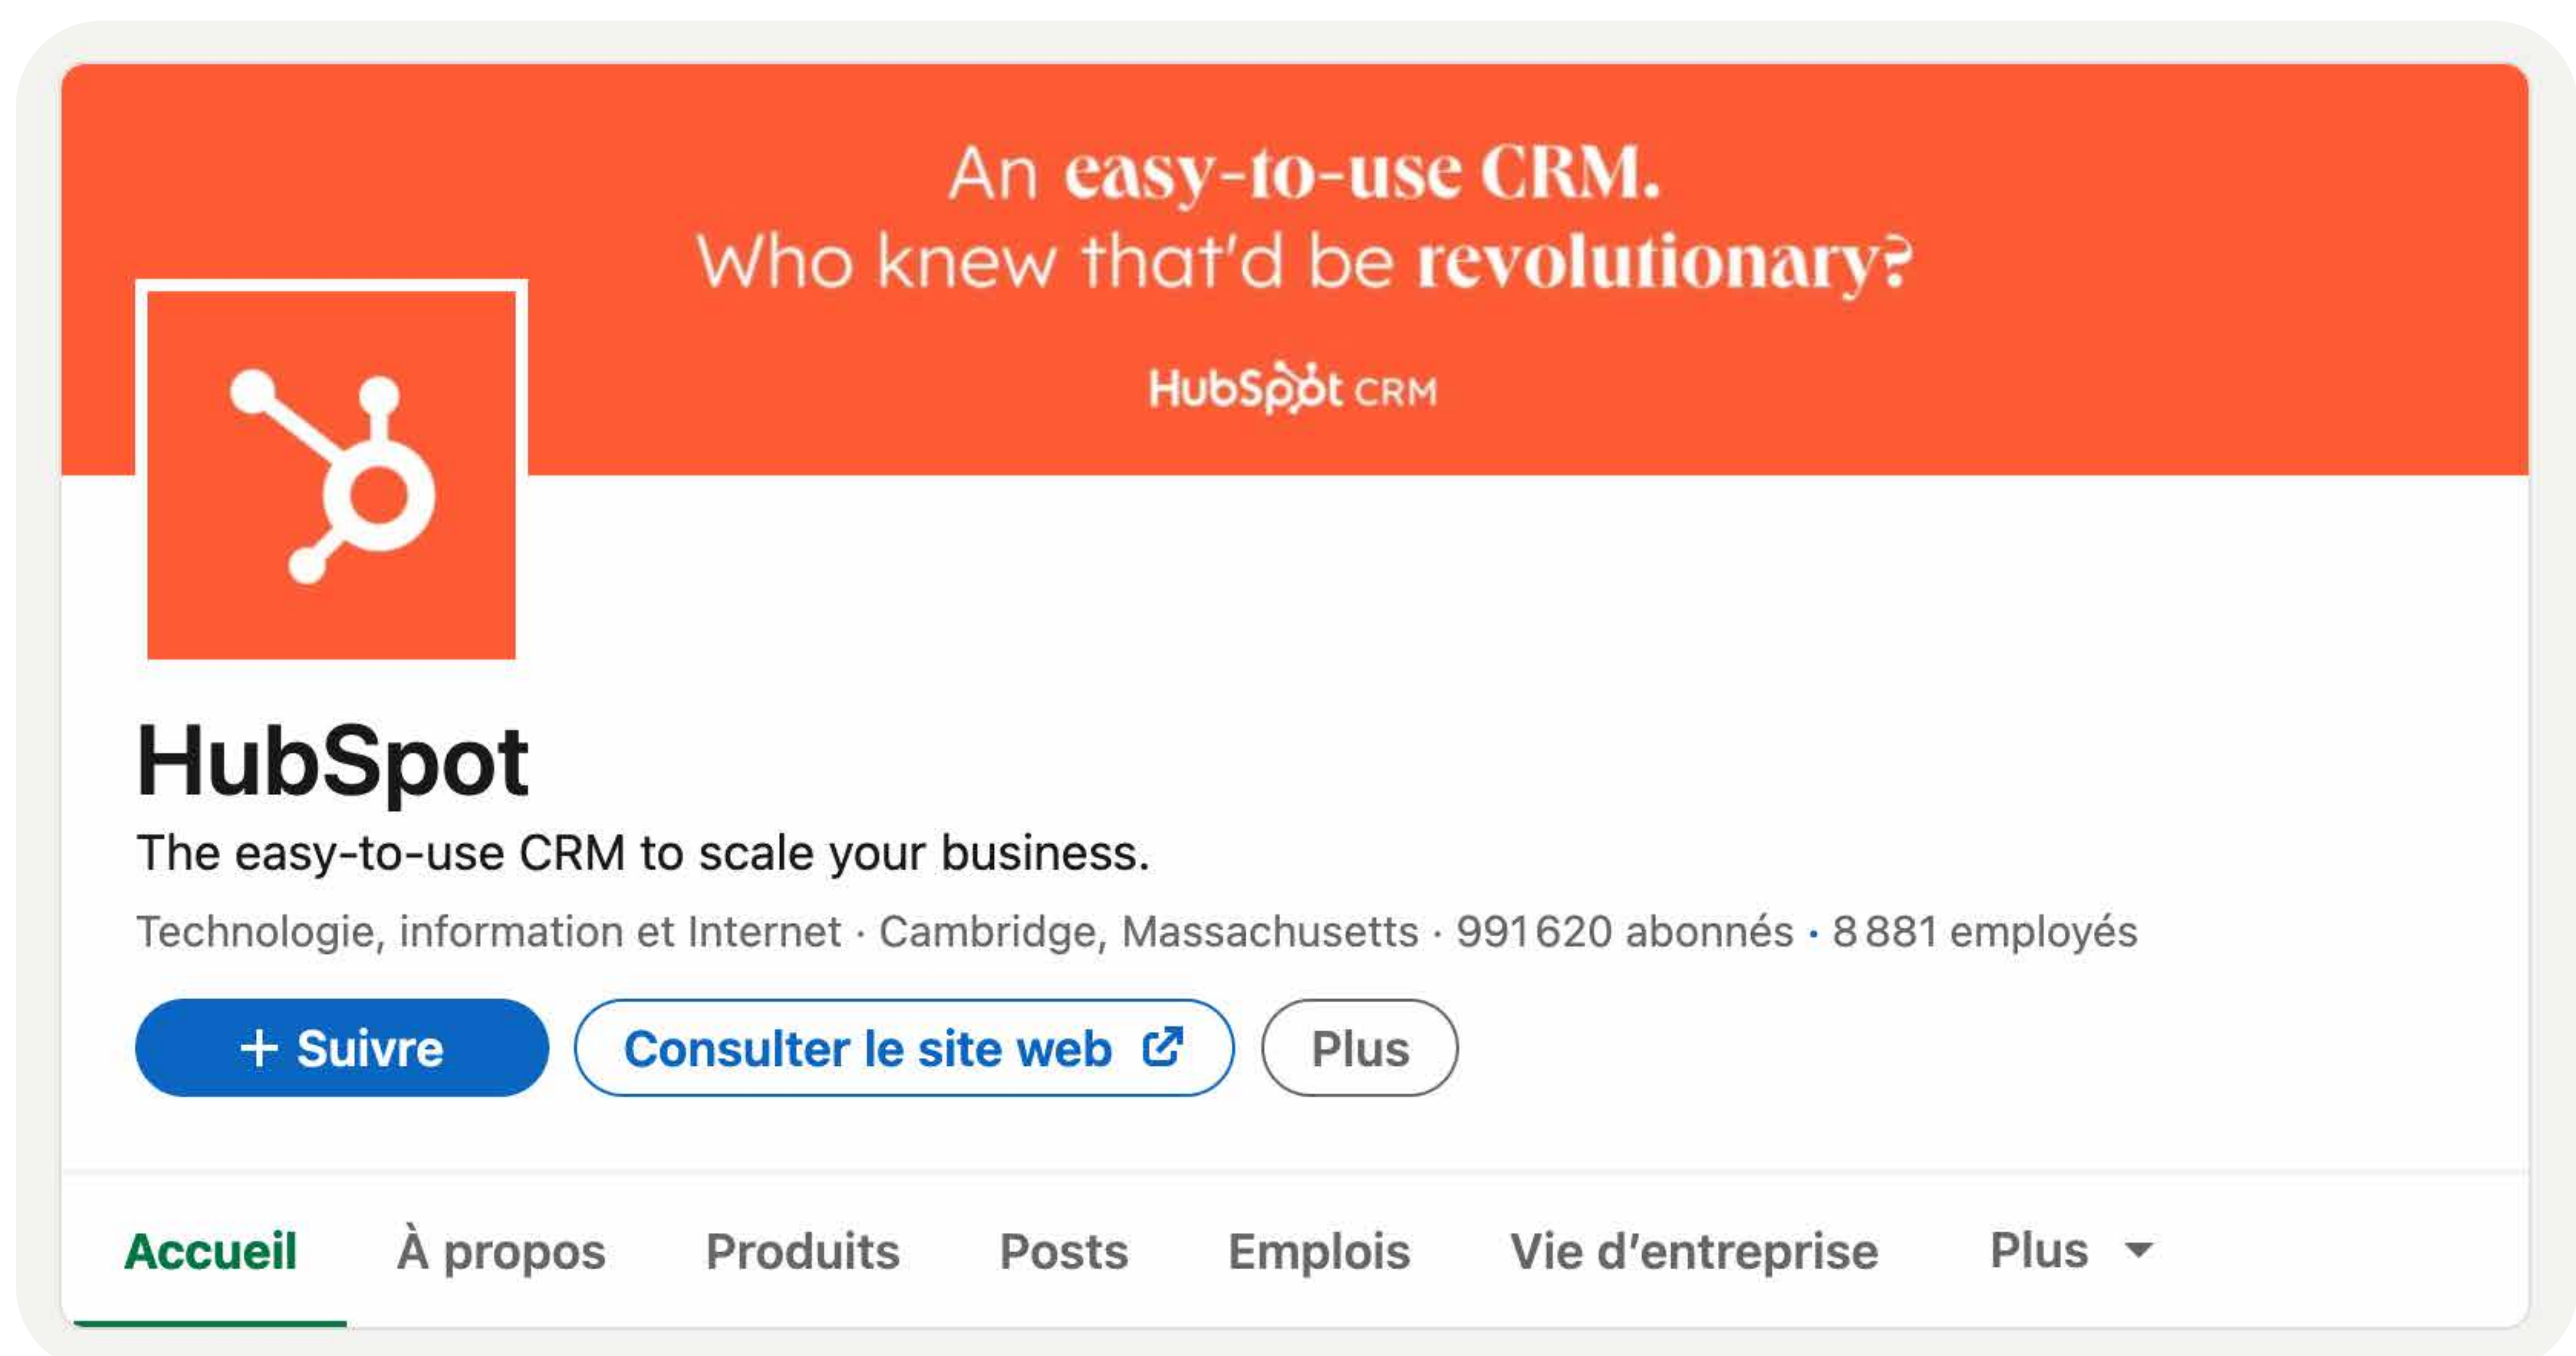 An easy-to-use CRM.
Who knew that'd be revolutionary?
HubSpot CRM
HubSpot
The easy-to-use CRM to scale your business.
Technologie, information et Internet · Cambridge, Massachusetts · 991 620 abonnés · 8 881 employés
+ Suivre Consulter le site web Plus
Accueil À propos Produits Posts Emplois Vie d’entreprise Plus